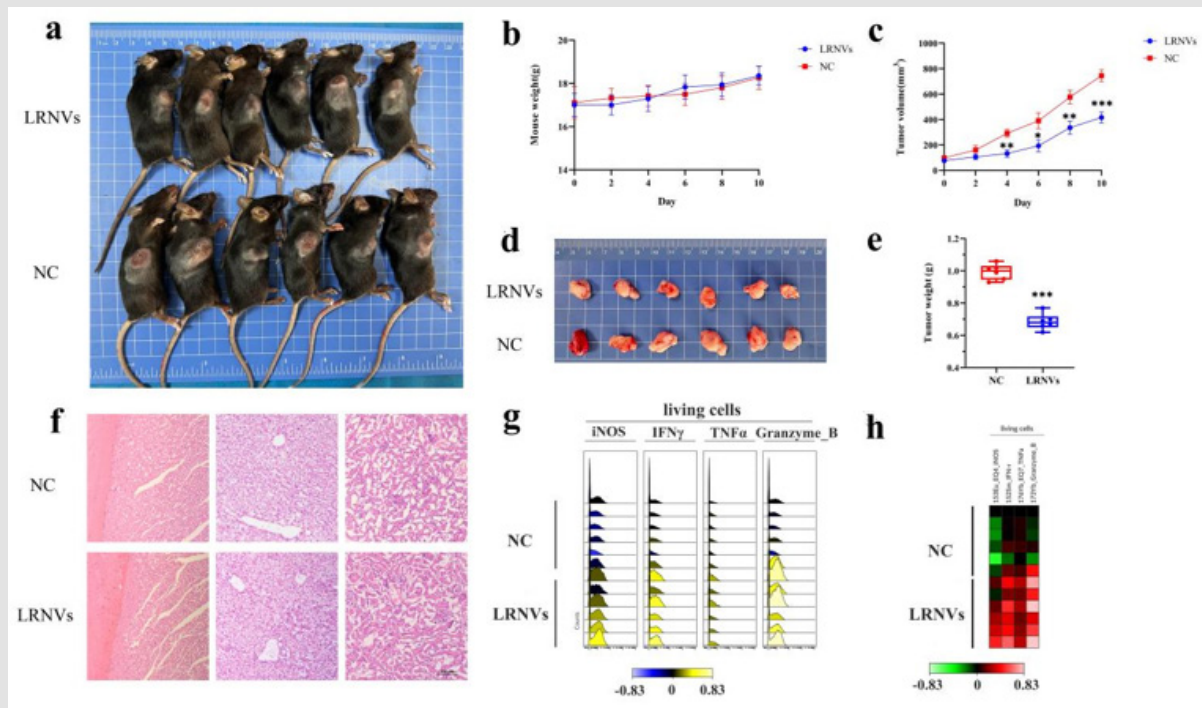 a
LRNVs
NC
b
Mouse weight(g)
20
18
16
14
0 2 4 6 8 10
Day
LRNVs
NC
c
Tumor volume(mm³)
1000
800
600
400
200
0
0 2 4 6 8 10
Day
LRNVs
NC
** * ** ***
d
LRNVs
NC
e
Tumor weight (g)
1.2
1.0
0.8
0.6
0.4
***
NC LRNVs
f
NC
LRNVs
g
living cells
iNOS IFNγ TNFα Granzyme_B
NC
LRNVs
Counts
-0.83 0 0.83
h
living cells
NC
LRNVs
-0.83 0 0.83